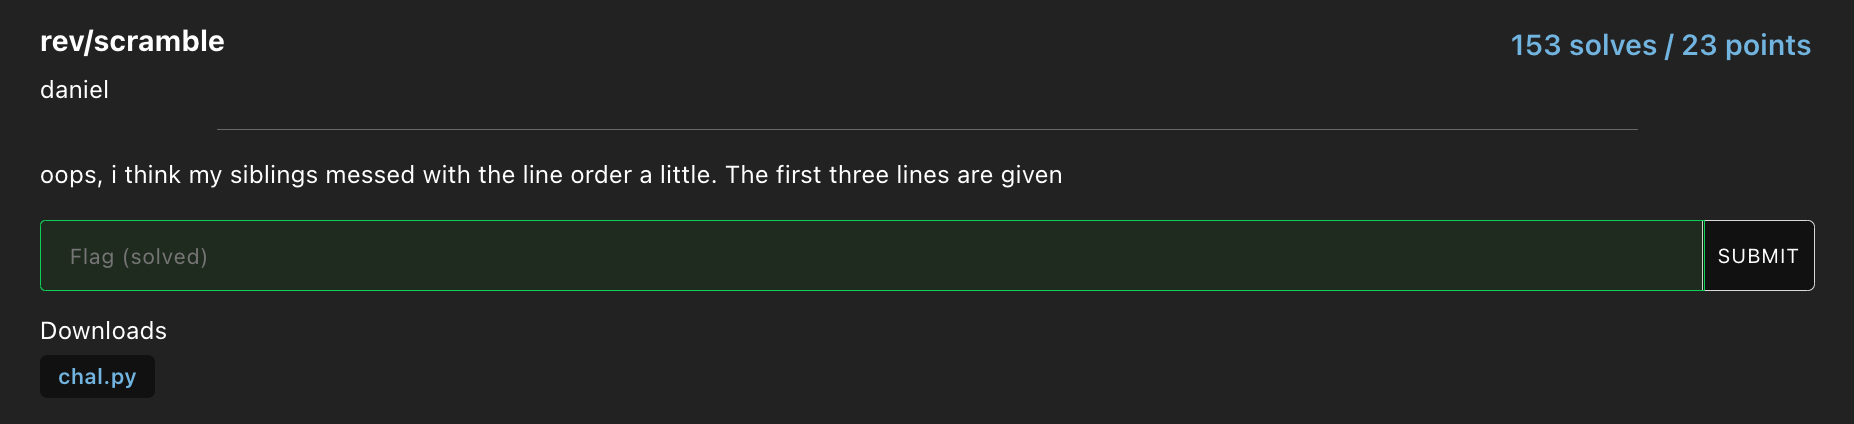 rev/scramble
153 solves / 23 points
daniel
oops, i think my siblings messed with the line order a little. The first three lines are given
Flag (solved)
SUBMIT
Downloads
chal.py